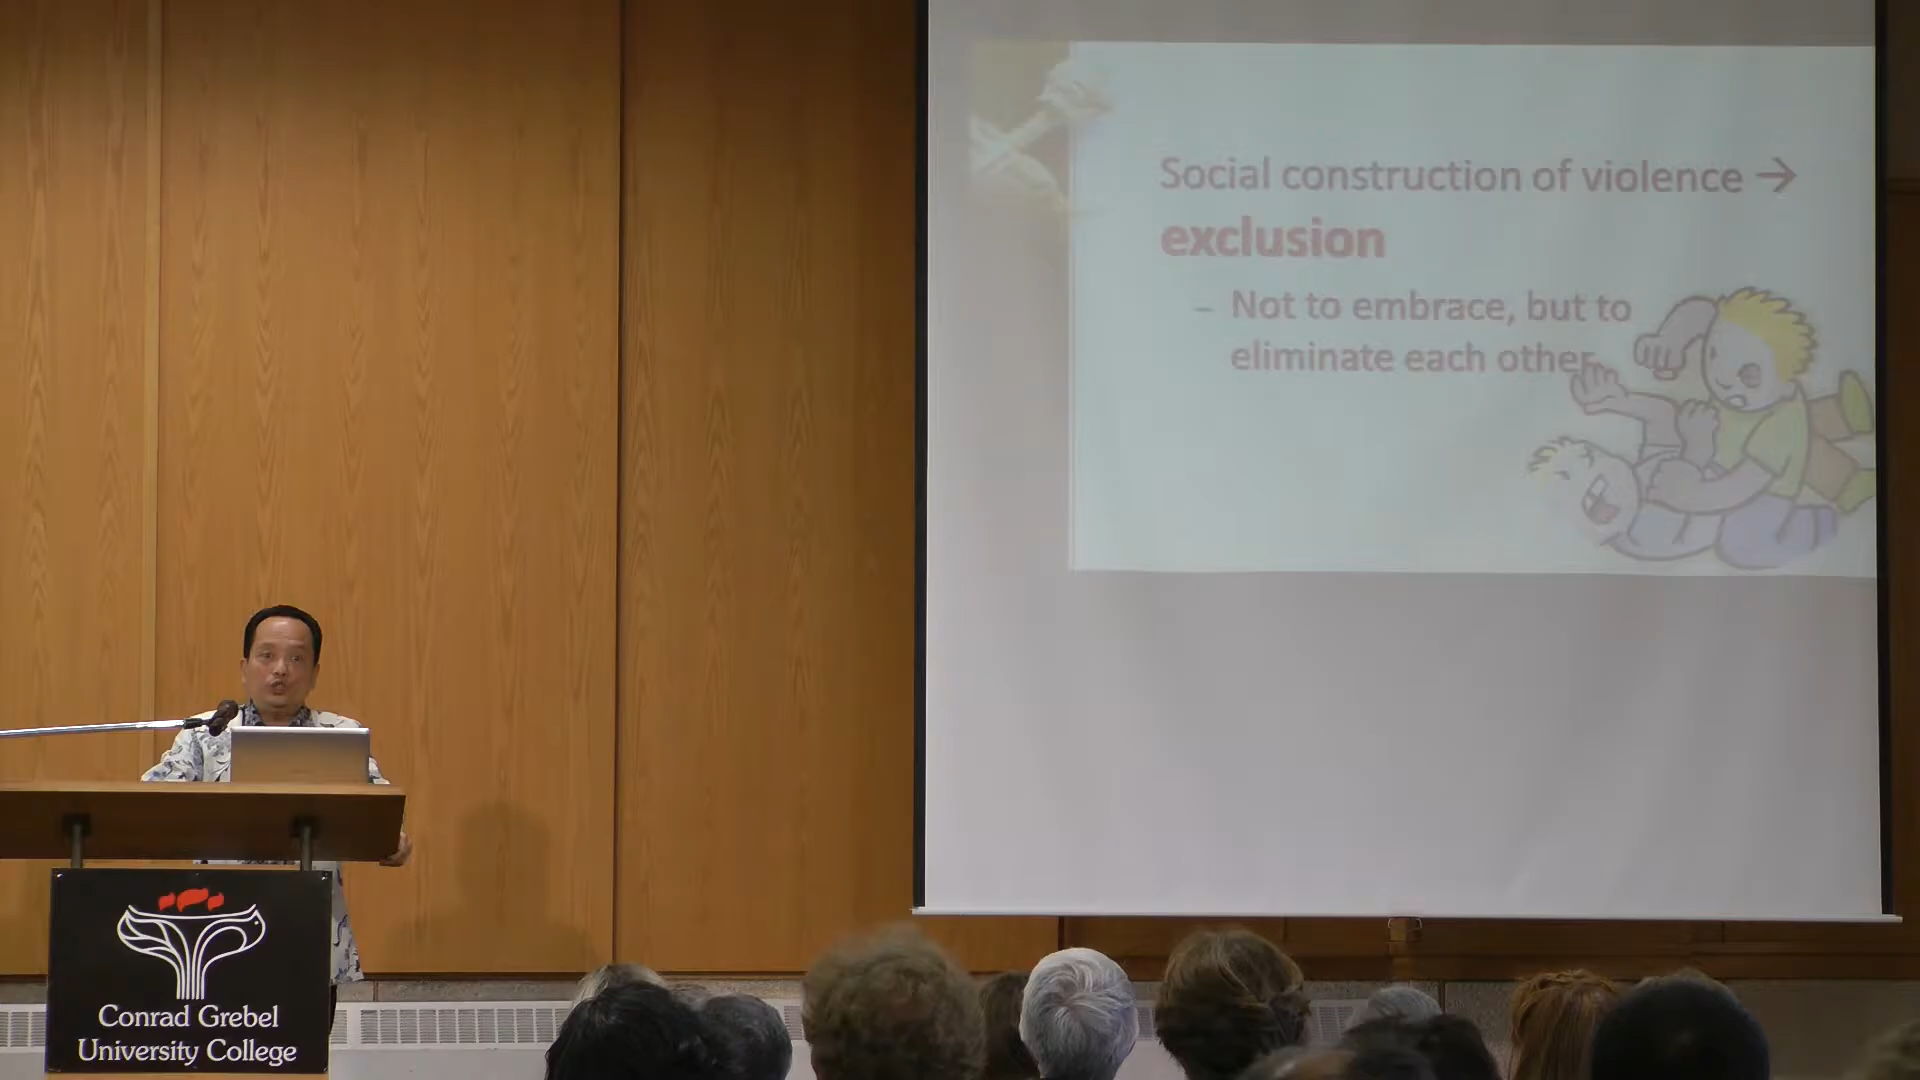 Social construction of violence →
exclusion
– Not to embrace, but to
eliminate each other
Conrad Grebel
University College